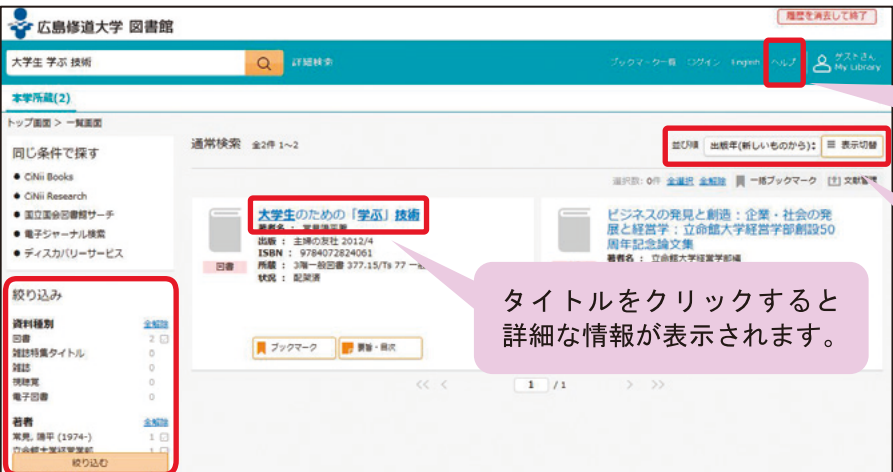 広島修道大学 図書館
履歴を消去して終了
大学生 学ぶ 技術
詳細検索
ブックマーク一覧 ログイン English ヘルプ
ゲストさん
My Library
本学所蔵(2)
トップ画面 > 一覧画面
同じ条件で探す
CiNii Books
CiNii Research
国立国会図書館サーチ
電子ジャーナル検索
ディスカバリーサービス
絞り込み
資料種別 全解除
図書 2
雑誌特集タイトル 0
雑誌 0
視聴覚 0
電子図書 0
著者 全解除
常見, 陽平 (1974-) 1
立命館大学経営学部 1
絞り込む
通常検索 全2件 1~2
並び順 出版年(新しいものから) 表示切替
選択数: 0件 全選択 全解除 一括ブックマーク 文献管理
大学生のための「学ぶ」技術
著者名 : 常見陽平著
出版 : 主婦の友社 2012/4
ISBN : 9784072824061
所蔵 : 3階一般図書 377.15/Ts 77
状況 : 配架済
図書
ブックマーク
要旨・目次
ビジネスの発見と創造:企業・社会の発
展と経営学:立命館大学経営学部創設50
周年記念論文集
著者名 : 立命館大学経営学部編
タイトルをクリックすると
詳細な情報が表示されます。
<< < 1 / 1 > >>